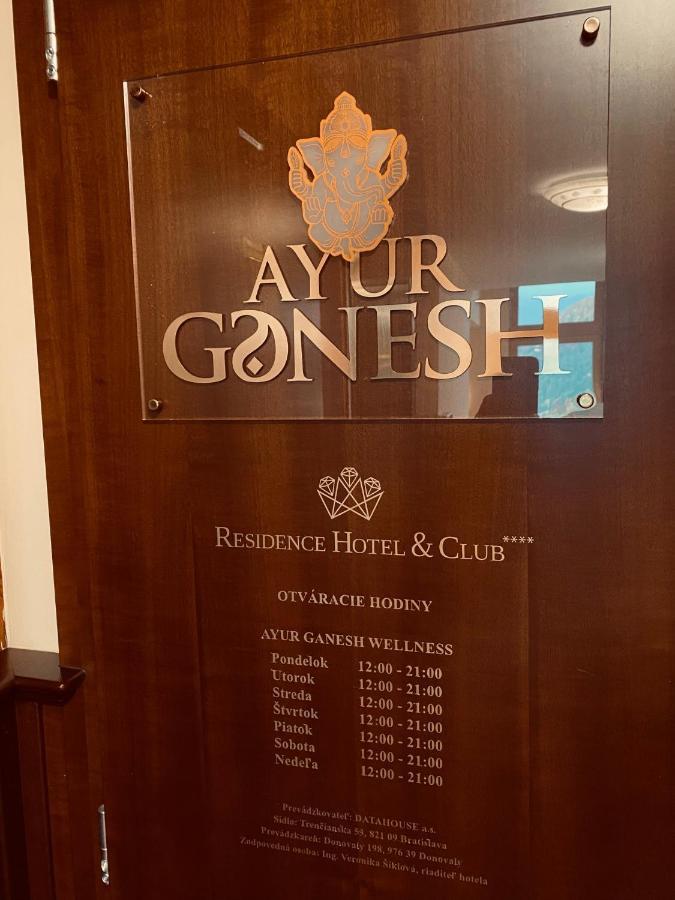 AYUR
GANESH
RESIDENCE HOTEL & CLUB****
OTVÁRACIE HODINY
AYUR GANESH WELLNESS
Pondelok 12:00 - 21:00
Utorok 12:00 - 21:00
Streda 12:00 - 21:00
Štvrtok 12:00 - 21:00
Piatok 12:00 - 21:00
Sobota 12:00 - 21:00
Nedeľa 12:00 - 21:00
Prevádzkovateľ: DATAHOUSE a.s.
Sídlo: Trenčianska 53, 821 09 Bratislava
Prevádzkareň: Donovaly 198, 976 39 Donovaly
Zodpovedná osoba: Ing. Veronika Šiklová, riaditeľ hotela